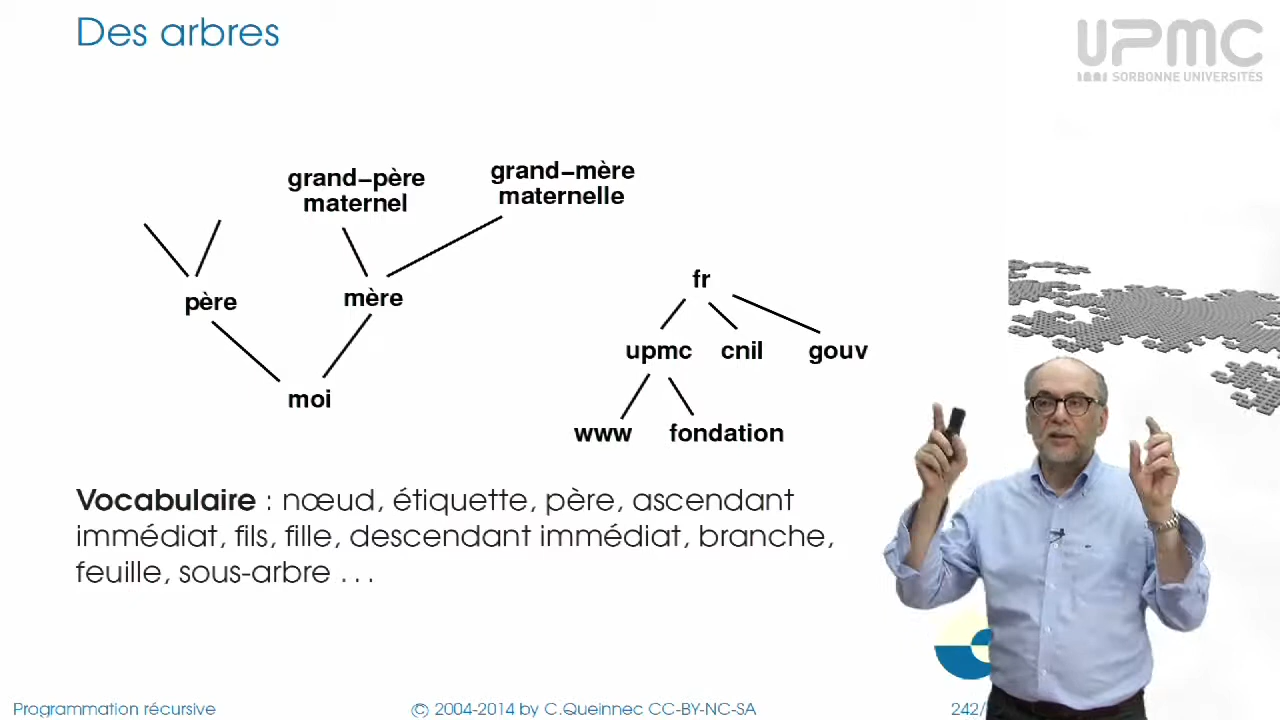 Des arbres
UPMC
SORBONNE UNIVERSITÉS
grand–père
maternel
grand–mère
maternelle
père
mère
moi
fr
upmc cnil gouv
www fondation
Vocabulaire : nœud, étiquette, père, ascendant
immédiat, fils, fille, descendant immédiat, branche,
feuille, sous-arbre . . .
Programmation récursive
© 2004-2014 by C.Queinnec CC-BY-NC-SA
242/